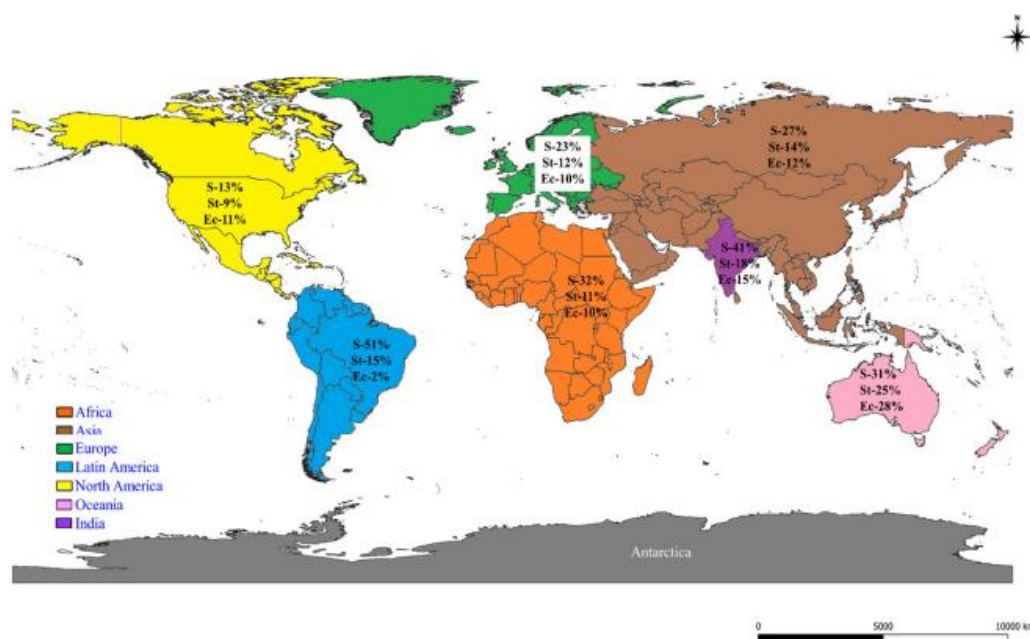 S-27%
St-14%
Ec-12%
S-23%
St-12%
Ec-10%
S-13%
St-9%
Ec-11%
S-41%
St-18%
Ec-15%
S-32%
St-11%
Ec-10%
S-51%
St-15%
Ec-2%
S-31%
St-25%
Ec-28%
Africa
Asia
Europe
Latin America
North America
Oceania
India
Antarctica
0 5000 10000 km